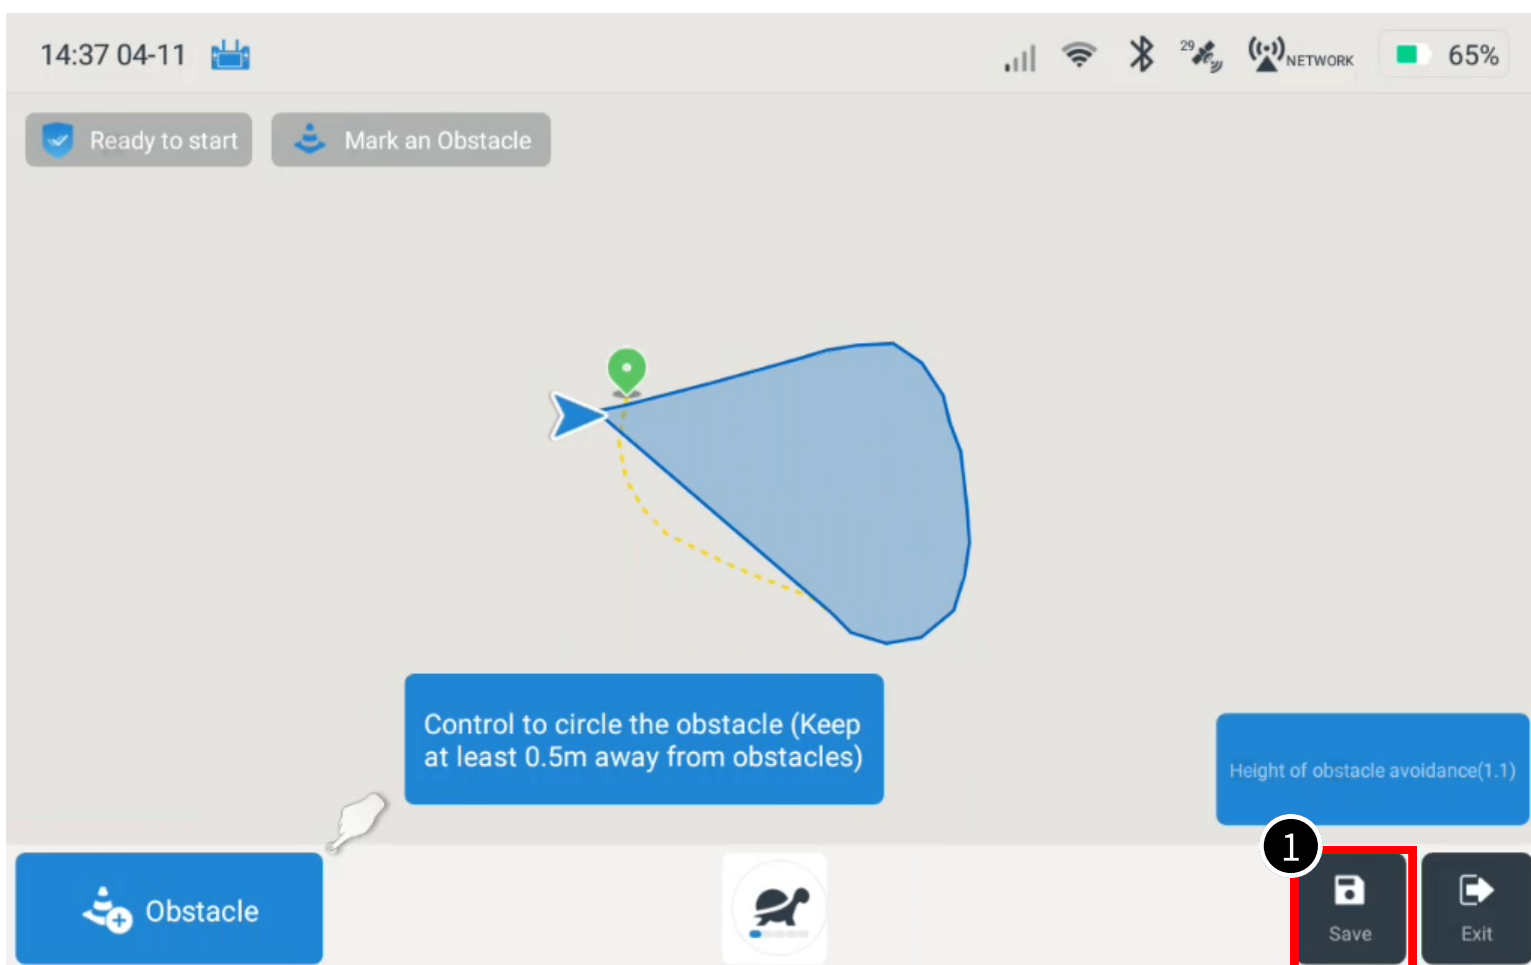 14:37 04-11
29
NETWORK
65%
Ready to start
Mark an Obstacle
Control to circle the obstacle (Keep
at least 0.5m away from obstacles)
Height of obstacle avoidance(1.1)
1
Obstacle
Save
Exit